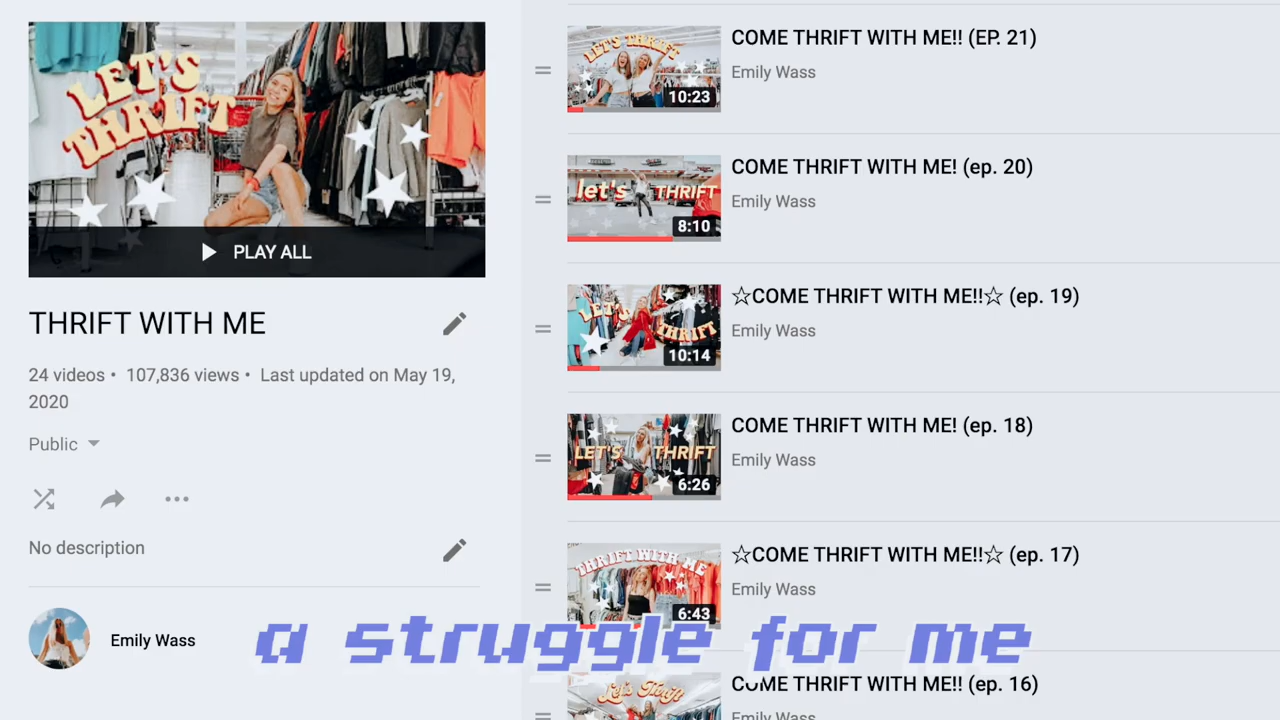 LET'S
THRIFT
PLAY ALL
THRIFT WITH ME
24 videos • 107,836 views • Last updated on May 19,
2020
Public
No description
Emily Wass
LET'S THRIFT
10:23
COME THRIFT WITH ME!! (EP. 21)
Emily Wass
let's THRIFT
8:10
COME THRIFT WITH ME! (ep. 20)
Emily Wass
LET'S
THRIFT
10:14
☆COME THRIFT WITH ME!!☆ (ep. 19)
Emily Wass
LET'S THRIFT
6:26
COME THRIFT WITH ME! (ep. 18)
Emily Wass
THRIFT WITH ME
6:43
☆COME THRIFT WITH ME!!☆ (ep. 17)
Emily Wass
Let's Thrift
COME THRIFT WITH ME!! (ep. 16)
Emily Wass
a struggle for me